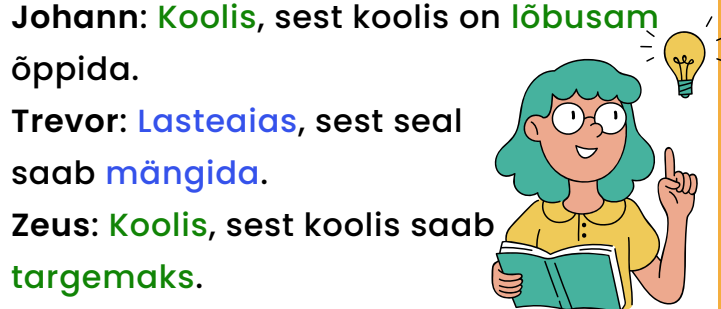 Johann: Koolis, sest koolis on lõbusam
õppida.
Trevor: Lasteaias, sest seal
saab mängida.
Zeus: Koolis, sest koolis saab
targemaks.